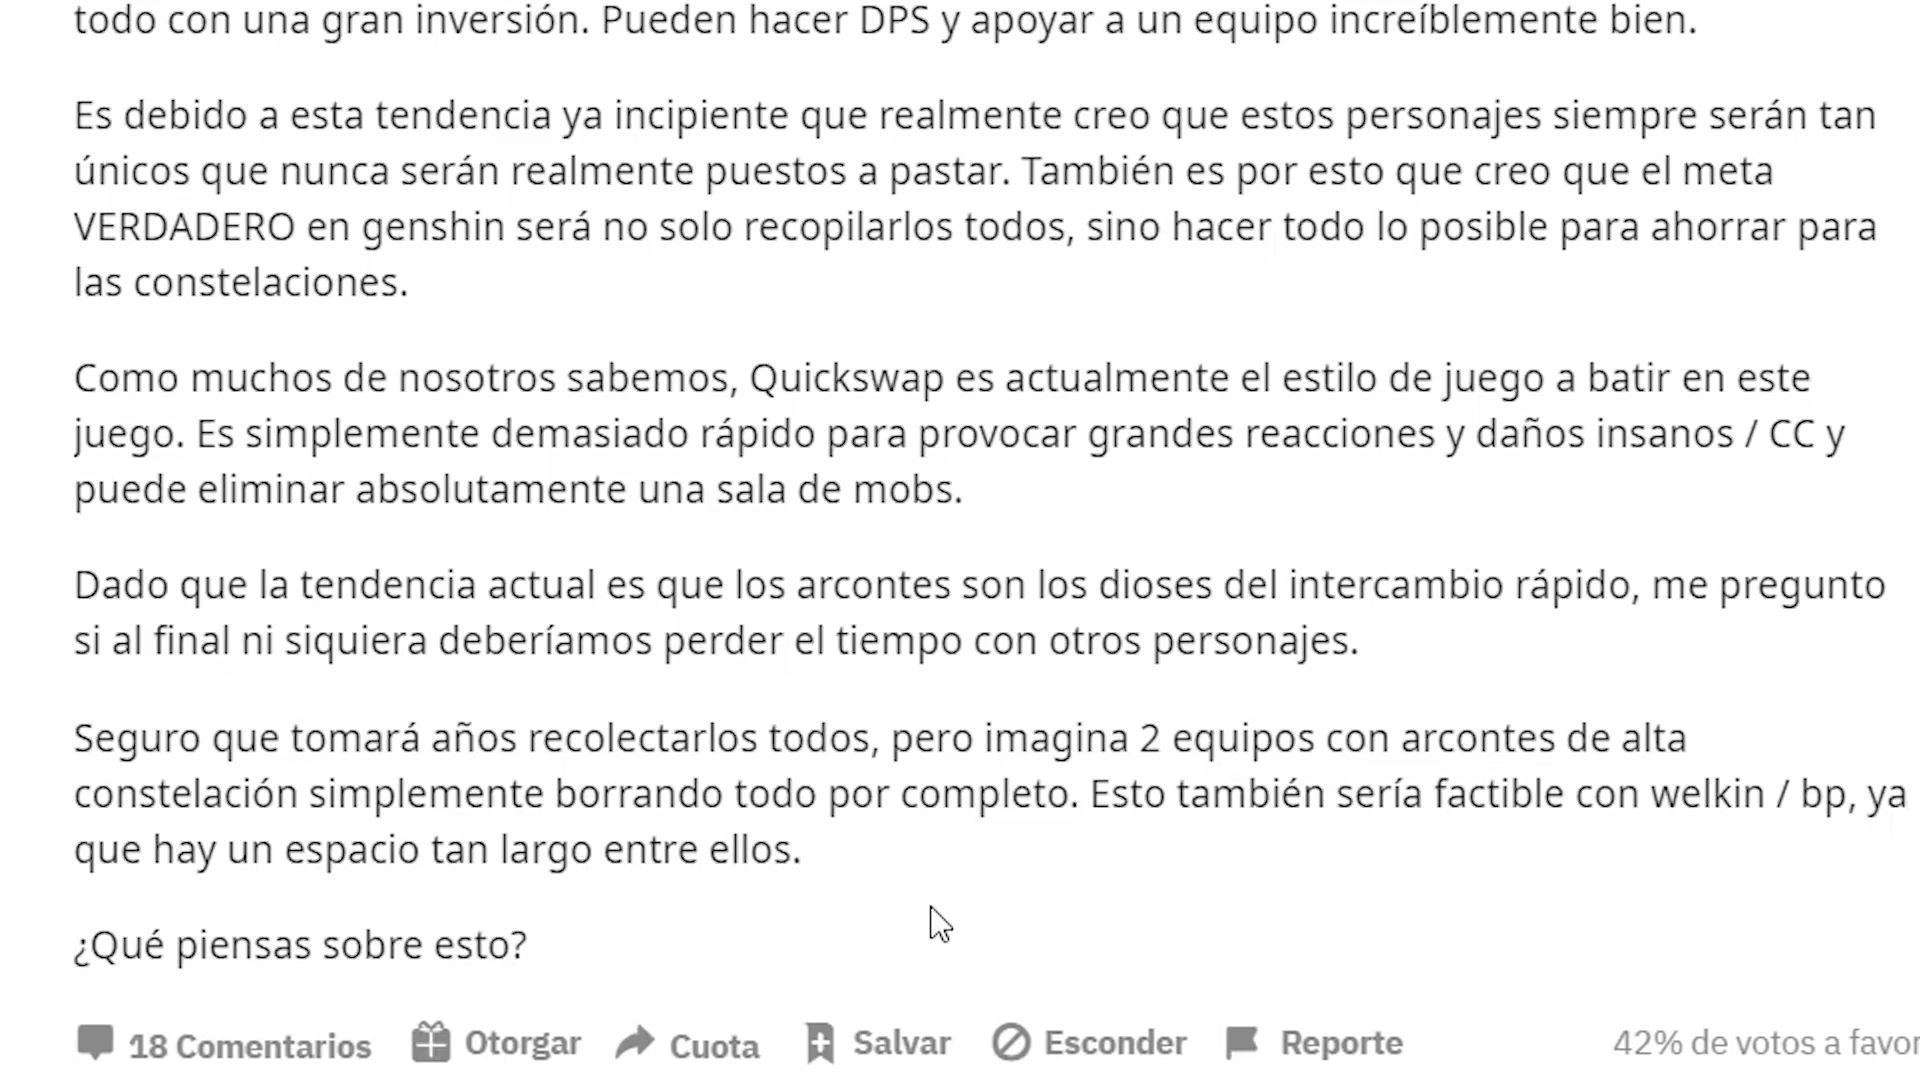 todo con una gran inversión. Pueden hacer DPS y apoyar a un equipo increíblemente bien.
Es debido a esta tendencia ya incipiente que realmente creo que estos personajes siempre serán tan
únicos que nunca serán realmente puestos a pastar. También es por esto que creo que el meta
VERDADERO en genshin será no solo recopilarlos todos, sino hacer todo lo posible para ahorrar para
las constelaciones.
Como muchos de nosotros sabemos, Quickswap es actualmente el estilo de juego a batir en este
juego. Es simplemente demasiado rápido para provocar grandes reacciones y daños insanos / CC y
puede eliminar absolutamente una sala de mobs.
Dado que la tendencia actual es que los arcontes son los dioses del intercambio rápido, me pregunto
si al final ni siquiera deberíamos perder el tiempo con otros personajes.
Seguro que tomará años recolectarlos todos, pero imagina 2 equipos con arcontes de alta
constelación simplemente borrando todo por completo. Esto también sería factible con welkin / bp, ya
que hay un espacio tan largo entre ellos.
¿Qué piensas sobre esto?
18 Comentarios Otorgar Cuota Salvar Esconder Reporte 42% de votos a favor